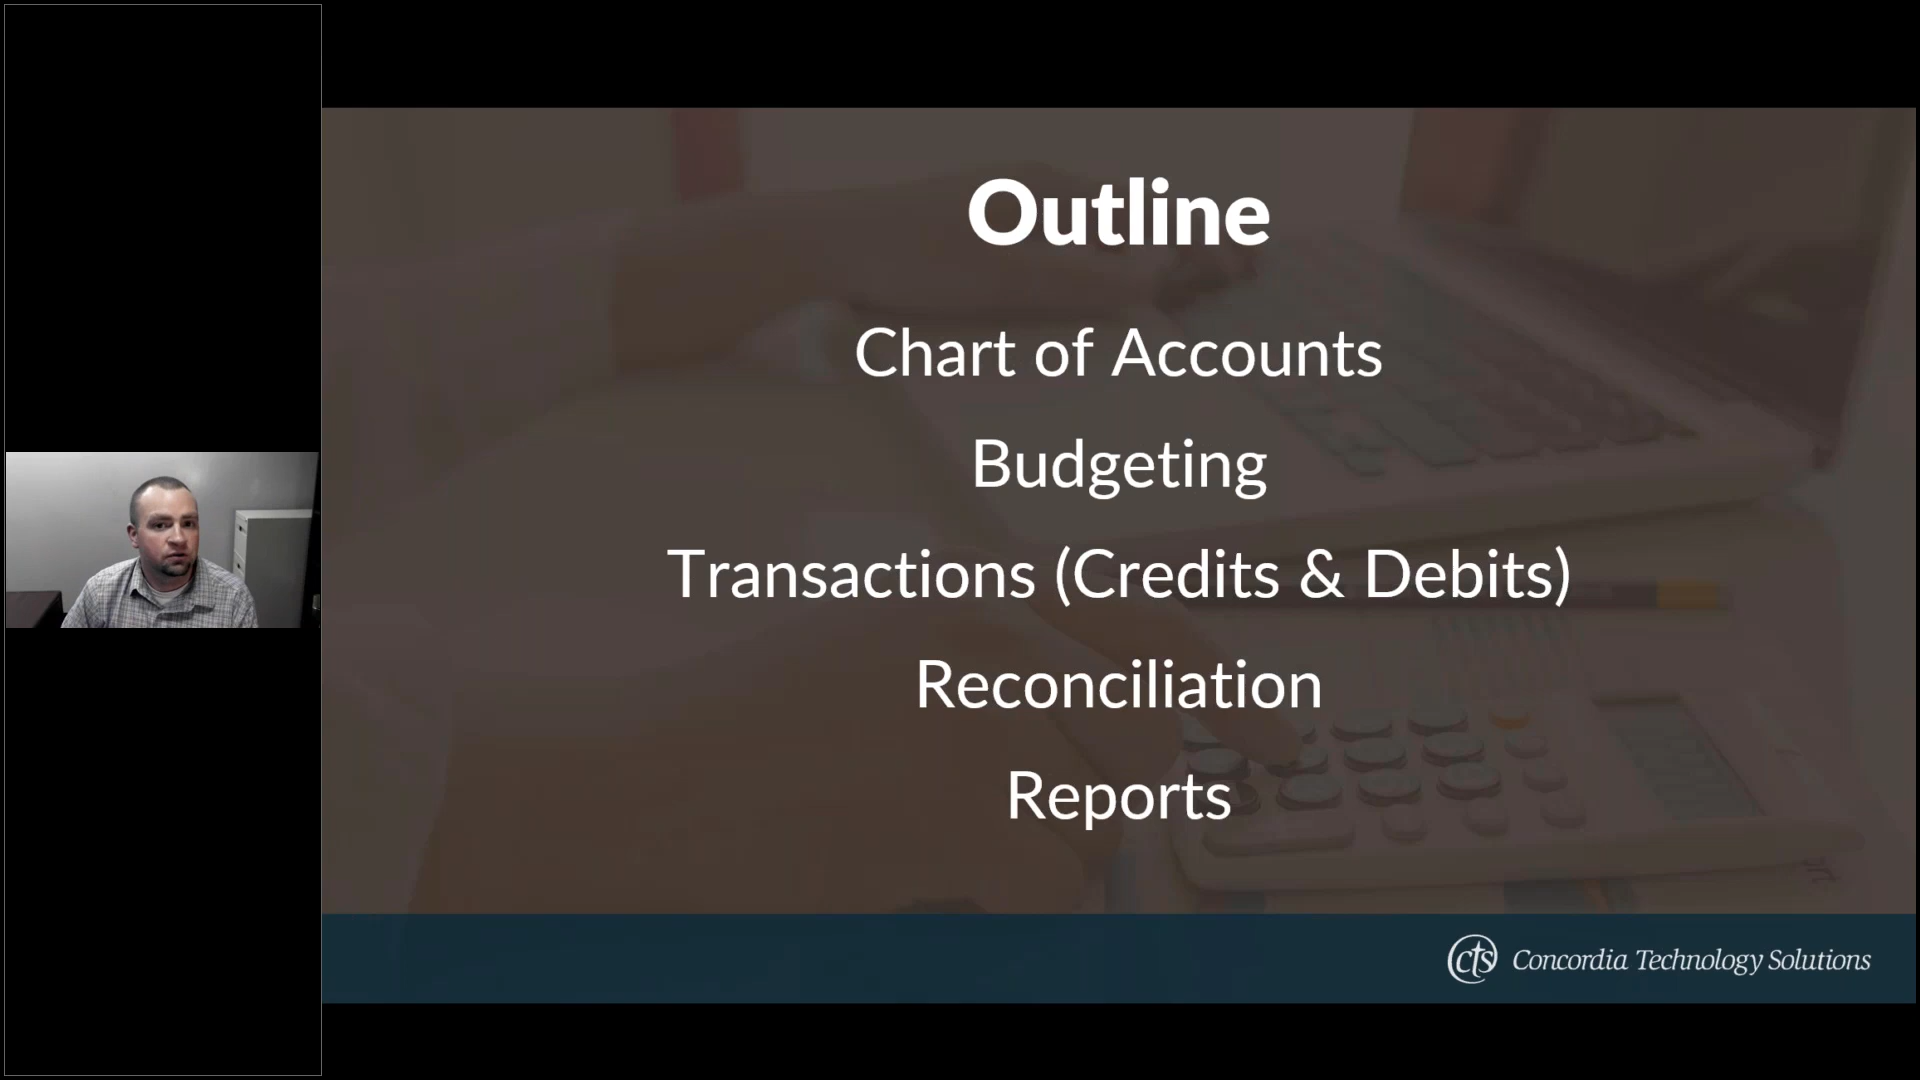 Outline
Chart of Accounts
Budgeting
Transactions (Credits & Debits)
Reconciliation
Reports
cts Concordia Technology Solutions